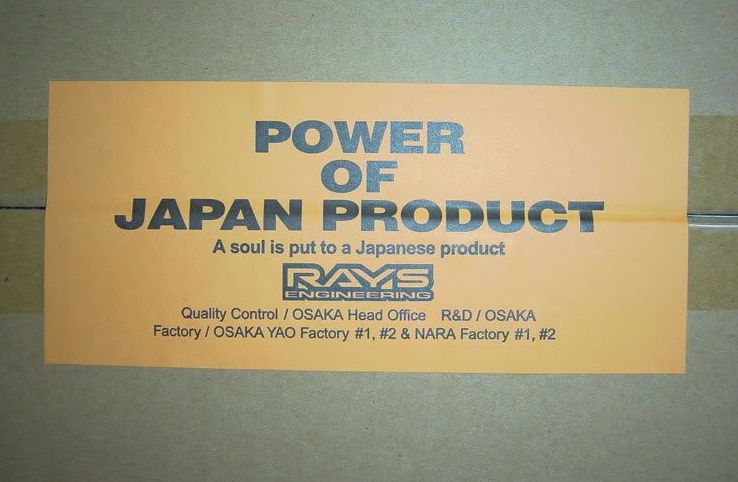 POWER
OF
JAPAN PRODUCT
A soul is put to a Japanese product
RAYS
ENGINEERING
Quality Control / OSAKA Head Office R&D / OSAKA
Factory / OSAKA YAO Factory #1, #2 & NARA Factory #1, #2